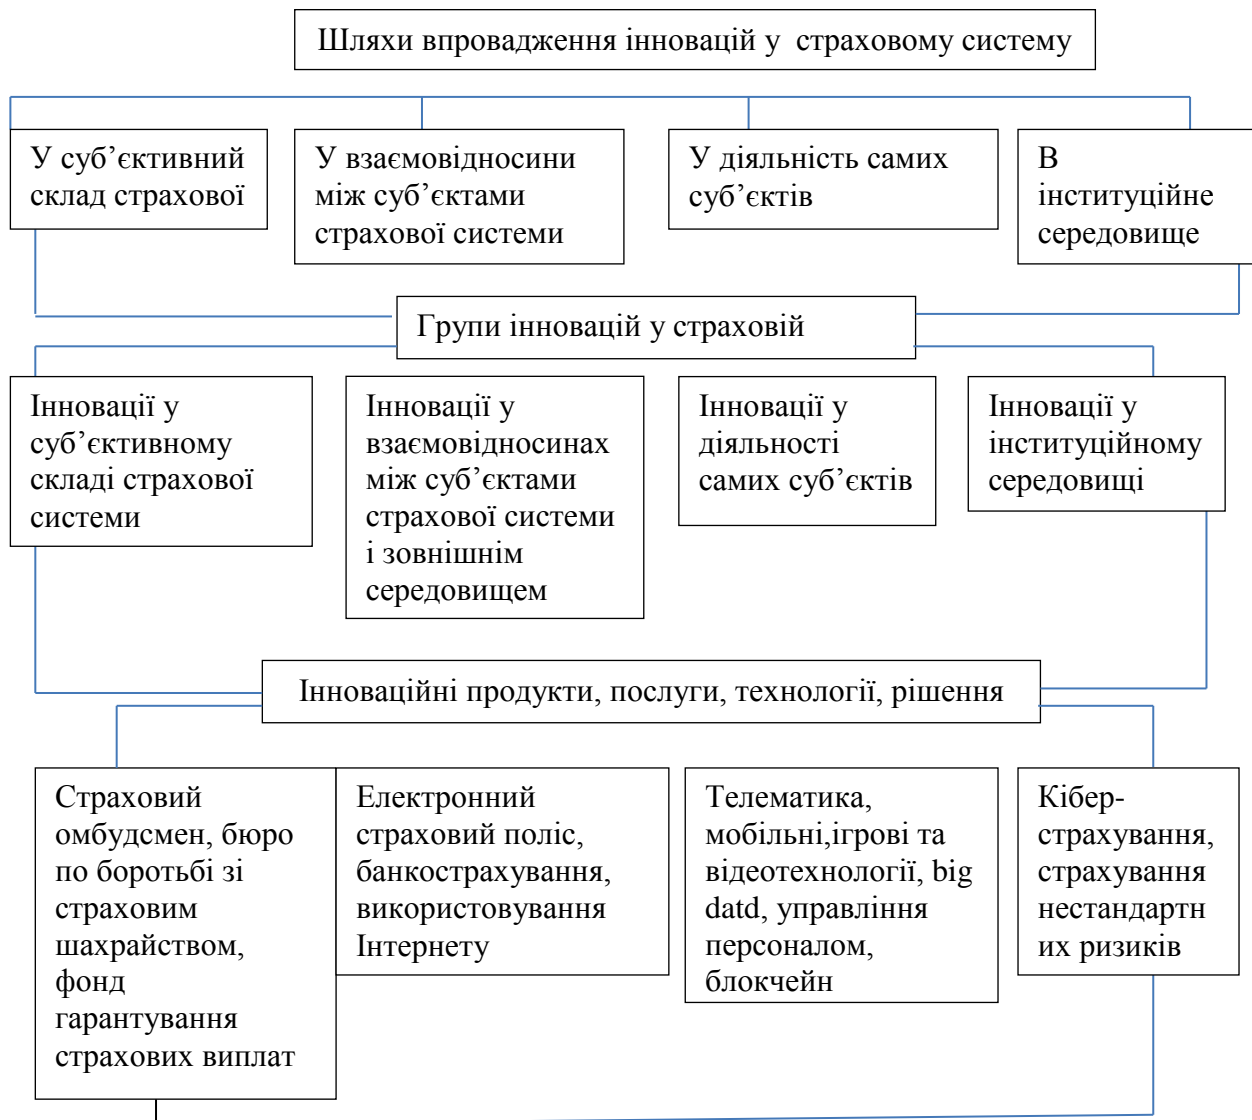 Шляхи впровадження інновацій у  страховому систему
У суб’єктивний
склад страхової
У взаємовідносини
між суб’єктами
страхової системи
У діяльність самих
суб’єктів
В
інституційне
середовище
Групи інновацій у страховій
Інновації у
суб’єктивному
складі страхової
системи
Інновації у
взаємовідносинах
між суб’єктами
страхової системи
і зовнішнім
середовищем
Інновації у
діяльності
самих суб’єктів
Інновації у
інституційному
середовищі
Інноваційні продукти, послуги, технології, рішення
Страховий
омбудсмен, бюро
по боротьбі зі
страховим
шахрайством,
фонд
гарантування
страхових виплат
Електронний
страховий поліс,
банкострахування,
використовування
Інтернету
Телематика,
мобільні,ігрові та
відеотехнології, big
datd, управління
персоналом,
блокчейн
Кібер-
страхування,
страхування
нестандартн
их ризиків